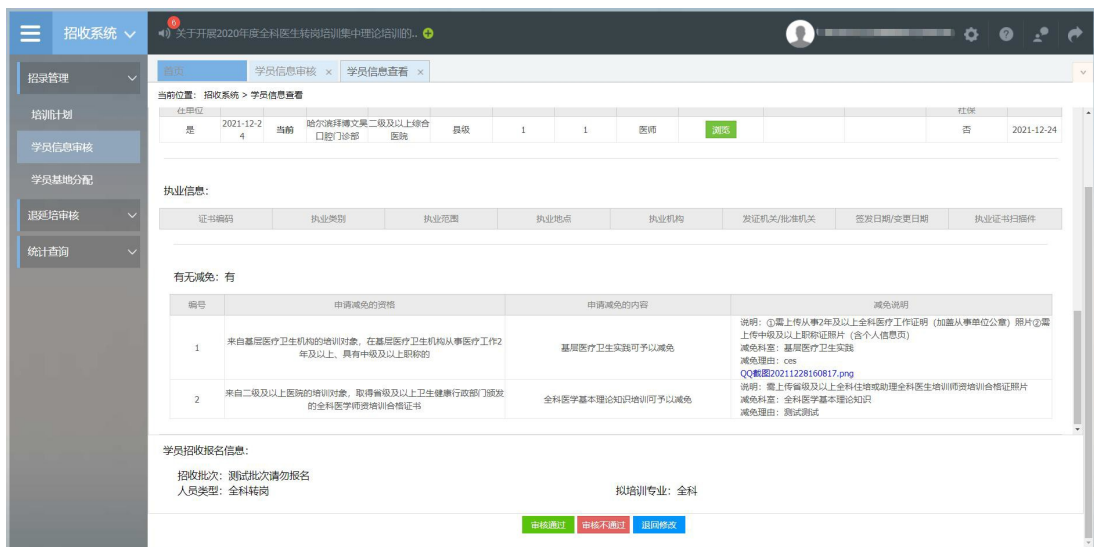 招收系统
6
关于开展2020年度全科医生转岗培训集中理论培训的..
招录管理
培训计划
学员信息审核
学员基地分配
退延培审核
统计查询
首页
学员信息审核 ×
学员信息查看 ×
当前位置：招收系统 > 学员信息查看
在单位 社保
是 2021-12-24 当前 哈尔滨拜博文昊口腔门诊部 二级及以上综合医院 县级 1 1 医师 浏览 否 2021-12-24
执业信息：
证书编码 执业类别 执业范围 执业地点 执业机构 发证机关/批准机关 签发日期/变更日期 执业证书扫描件
有无减免：有
编号 申请减免的资格 申请减免的内容 减免说明
1
来自基层医疗卫生机构的培训对象，在基层医疗卫生机构从事医疗工作2
年及以上、具有中级及以上职称的
基层医疗卫生实践可予以减免
说明：①需上传从事2年及以上全科医疗工作证明（加盖从事单位公章）照片②需
上传中级及以上职称证照片（含个人信息页）
减免科室：基层医疗卫生实践
减免理由：ces
QQ截图20211228160817.png
2
来自二级及以上医院的培训对象，取得省级及以上卫生健康行政部门颁发
的全科医学师资培训合格证书
全科医学基本理论知识培训可予以减免
说明：需上传省级及以上全科住培或助理全科医生培训师资培训合格证照片
减免科室：全科医学基本理论知识
减免理由：测试测试
学员招收报名信息：
招收批次：测试批次请勿报名
人员类型：全科转岗
拟培训专业：全科
审核通过 审核不通过 退回修改